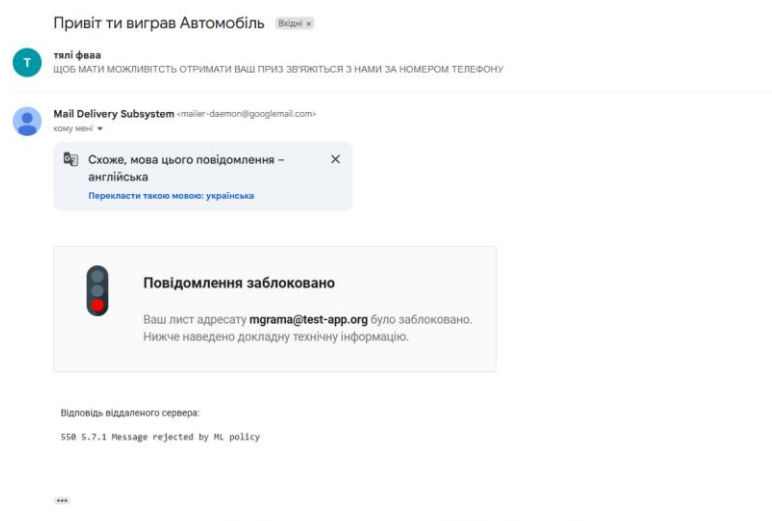 Привіт ти виграв Автомобіль Вхідні ×
Т
тялі фваа
ЩОБ МАТИ МОЖЛИВІТСТЬ ОТРИМАТИ ВАШ ПРИЗ ЗВ'ЯЖІТЬСЯ З НАМИ ЗА НОМЕРОМ ТЕЛЕФОНУ
Mail Delivery Subsystem <mailer-daemon@googlemail.com>
кому мені
Схоже, мова цього повідомлення –
англійська
Перекласти такою мовою: українська
Повідомлення заблоковано
Ваш лист адресату mgrama@test-app.org було заблоковано.
Нижче наведено докладну технічну інформацію.
Відповідь віддаленого сервера:
550 5.7.1 Message rejected by ML policy